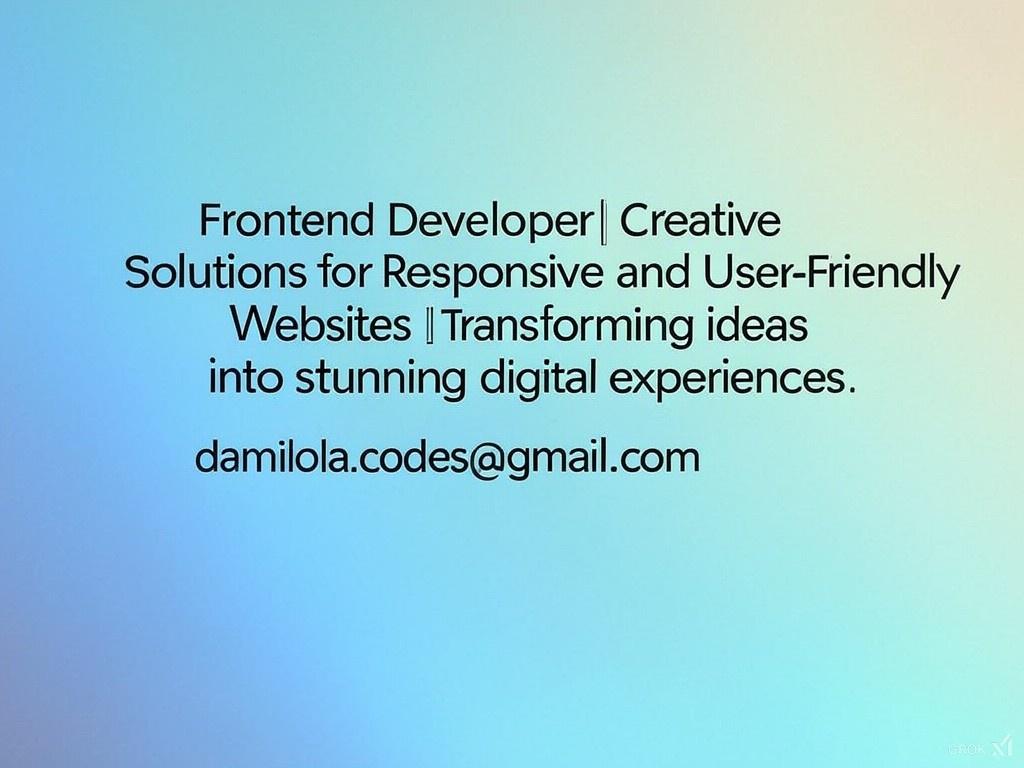 Frontend Developer| Creative
Solutions for Responsive and User-Friendly
Websites |Transforming ideas
into stunning digital experiences.
damilola.codes@gmail.com
GROK